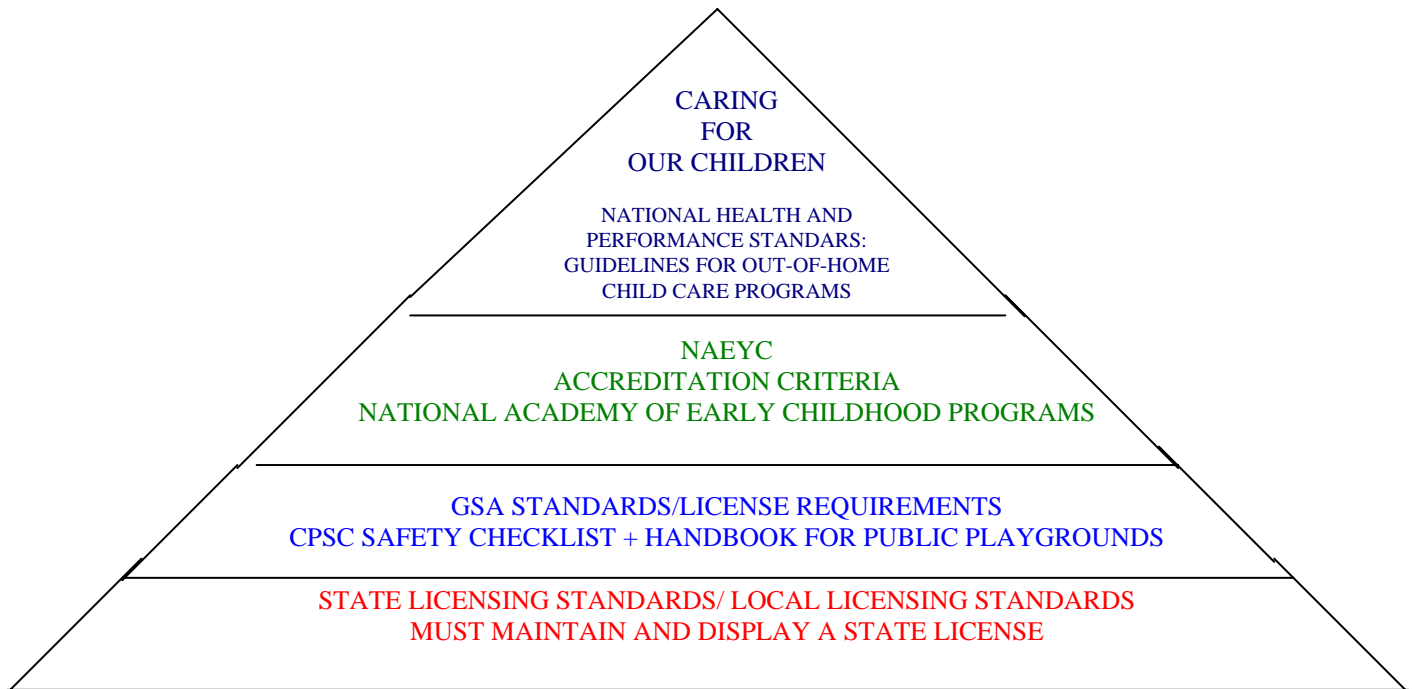 CARING
FOR
OUR CHILDREN
NATIONAL HEALTH AND
PERFORMANCE STANDARS:
GUIDELINES FOR OUT-OF-HOME
CHILD CARE PROGRAMS
NAEYC
ACCREDITATION CRITERIA
NATIONAL ACADEMY OF EARLY CHILDHOOD PROGRAMS
GSA STANDARDS/LICENSE REQUIREMENTS
CPSC SAFETY CHECKLIST + HANDBOOK FOR PUBLIC PLAYGROUNDS
STATE LICENSING STANDARDS/ LOCAL LICENSING STANDARDS
MUST MAINTAIN AND DISPLAY A STATE LICENSE